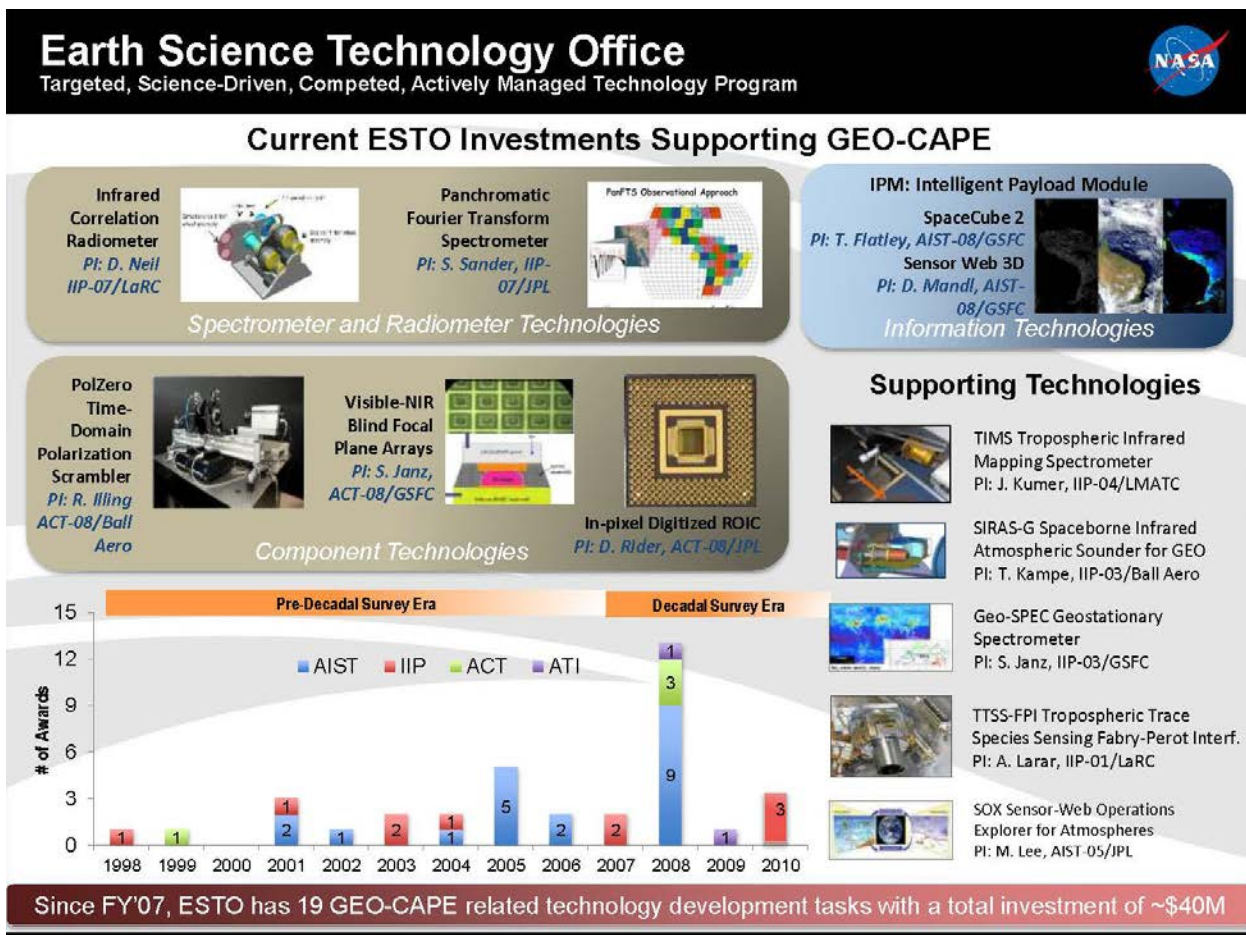 Earth Science Technology Office
Targeted, Science-Driven, Competed, Actively Managed Technology Program
NASA
Current ESTO Investments Supporting GEO-CAPE
Infrared
Correlation
Radiometer
PI: D. Neil
IIP-07/LaRC
Panchromatic
Fourier Transform
Spectrometer
PI: S. Sander, IIP-
07/JPL
PanFTS Observational Approach
Spectrometer and Radiometer Technologies
IPM: Intelligent Payload Module
SpaceCube 2
PI: T. Flatley, AIST-08/GSFC
Sensor Web 3D
PI: D. Mandl, AIST-
08/GSFC
Information Technologies
PolZero
Time-
Domain
Polarization
Scrambler
PI: R. Illing
ACT-08/Ball
Aero
Visible-NIR
Blind Focal
Plane Arrays
PI: S. Janz,
ACT-08/GSFC
In-pixel Digitized ROIC
PI: D. Rider, ACT-08/JPL
Component Technologies
Supporting Technologies
TIMS Tropospheric Infrared
Mapping Spectrometer
PI: J. Kumer, IIP-04/LMATC
SIRAS-G Spaceborne Infrared
Atmospheric Sounder for GEO
PI: T. Kampe, IIP-03/Ball Aero
Geo-SPEC Geostationary
Spectrometer
PI: S. Janz, IIP-03/GSFC
TTSS-FPI Tropospheric Trace
Species Sensing Fabry-Perot Interf.
PI: A. Larar, IIP-01/LaRC
SOX Sensor-Web Operations
Explorer for Atmospheres
PI: M. Lee, AIST-05/JPL
Pre-Decadal Survey Era
Decadal Survey Era
# of Awards
15
12
9
6
3
0
AIST IIP ACT ATI
1
1
2
1
1
2
1
1
5
2
2
9
3
1
1
3
1998 1999 2000 2001 2002 2003 2004 2005 2006 2007 2008 2009 2010
Since FY'07, ESTO has 19 GEO-CAPE related technology development tasks with a total investment of ~$40M